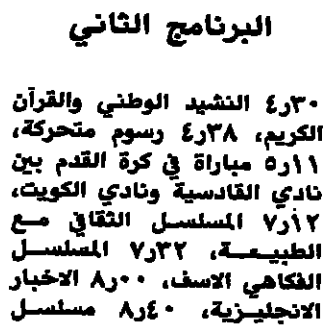 البرنامج الثاني
٣٠ر٤ النشيد الوطني والقرآن
الكريم، ٣٨ر٤ رسوم متحركة،
١١ر٥ مباراة في كرة القدم بين
نادي القادسية ونادي الكويت،
١٢ر٧ المسلسل الثقافي مع
الطبيعة، ٣٢ر٧ المسلسل
الفكاهي الاسف، ٠٠ر٨ الاخبار
الانجليزية، ٤٠ر٨ مسلسل